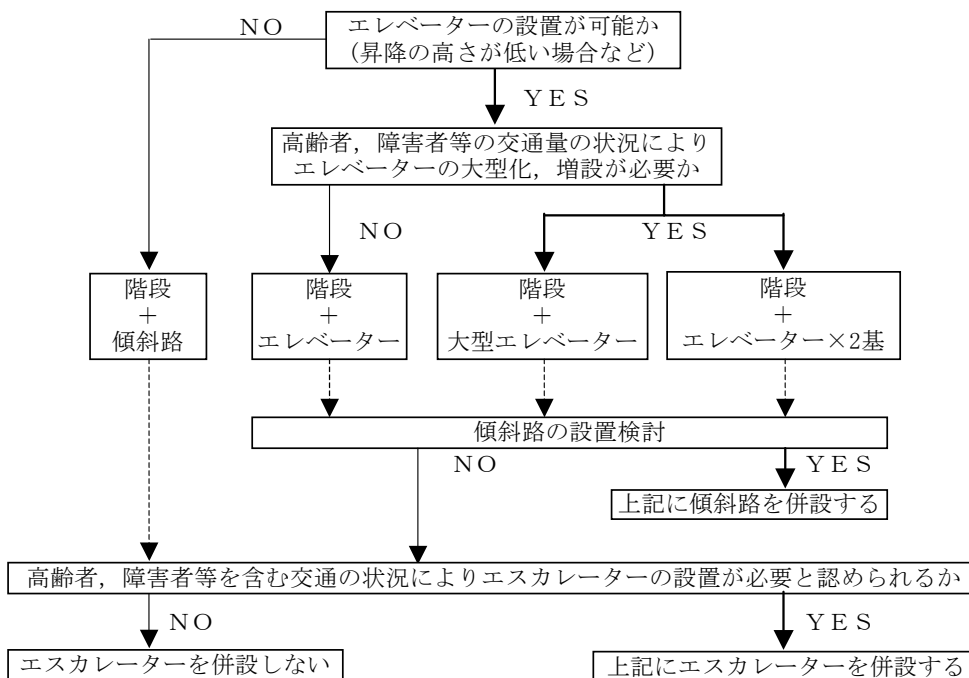 エレベーターの設置が可能か
(昇降の高さが低い場合など)
NO
YES
高齢者，障害者等の交通量の状況により
エレベーターの大型化，増設が必要か
NO
YES
階段
＋
傾斜路
階段
＋
エレベーター
階段
＋
大型エレベーター
階段
＋
エレベーター×2基
傾斜路の設置検討
NO
YES
上記に傾斜路を併設する
高齢者，障害者等を含む交通の状況によりエスカレーターの設置が必要と認められるか
NO
YES
エスカレーターを併設しない
上記にエスカレーターを併設する